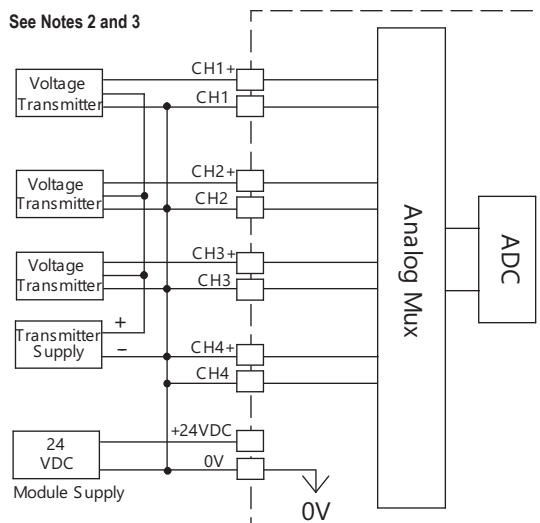 See Notes 2 and 3
Voltage
Transmitter
CH1+
CH1
Voltage
Transmitter
CH2+
CH2
Voltage
Transmitter
CH3+
CH3
Transmitter
Supply
+
−
CH4+
CH4
24
VDC
Module Supply
+24VDC
0V
0V
Analog Mux
ADC